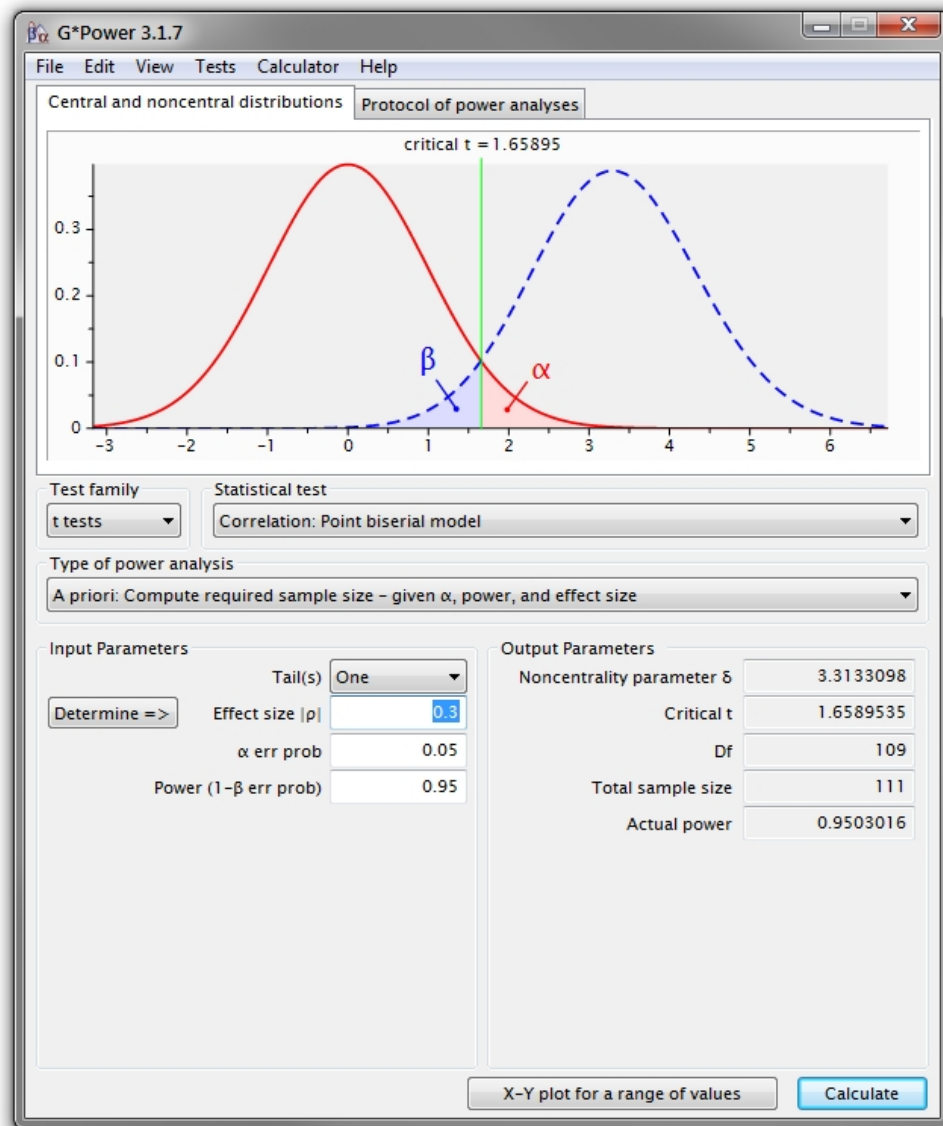 βα G*Power 3.1.7
File Edit View Tests Calculator Help
Central and noncentral distributions Protocol of power analyses
critical t = 1.65895
0.3
0.2
0.1
0
β
α
-3 -2 -1 0 1 2 3 4 5 6
Test family Statistical test
t tests Correlation: Point biserial model
Type of power analysis
A priori: Compute required sample size – given α, power, and effect size
Input Parameters
Tail(s) One
Determine => Effect size |ρ| 0.3
α err prob 0.05
Power (1-β err prob) 0.95
Output Parameters
Noncentrality parameter δ 3.3133098
Critical t 1.6589535
Df 109
Total sample size 111
Actual power 0.9503016
X-Y plot for a range of values Calculate